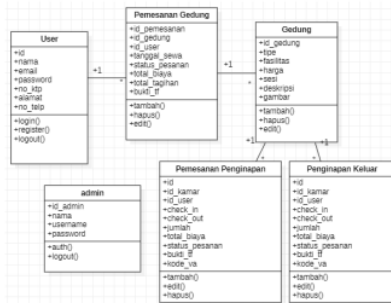 User
+id
+nama
+email
+password
+no_ktp
+alamat
+no_telp
+login()
+register()
+logout()
+1
*
Pemesanan Gedung
+id_pemesanan
+id_gedung
+id_user
+tanggal_sewa
+status_pesanan
+total_biaya
+total_tagihan
+bukti_tf
+tambah()
+hapus()
+edit()
+1
*
Gedung
+id_gedung
+tipe
+fasilitas
+harga
+sesi
+deskripsi
+gambar
+tambah()
+hapus()
+edit()
+1
+1
*
*
admin
+id_admin
+nama
+username
+password
+auth()
+logout()
Pemesanan Penginapan
+id
+id_kamar
+id_user
+check_in
+check_out
+jumlah
+total_biaya
+status_pesanan
+bukti_tf
+kode_va
+tambah()
+edit()
+hapus()
Penginapan Keluar
+id
+id_kamar
+id_user
+check_in
+check_out
+jumlah
+total_biaya
+status_pesanan
+bukti_tf
+kode_va
+tambah()
+edit()
+hapus()